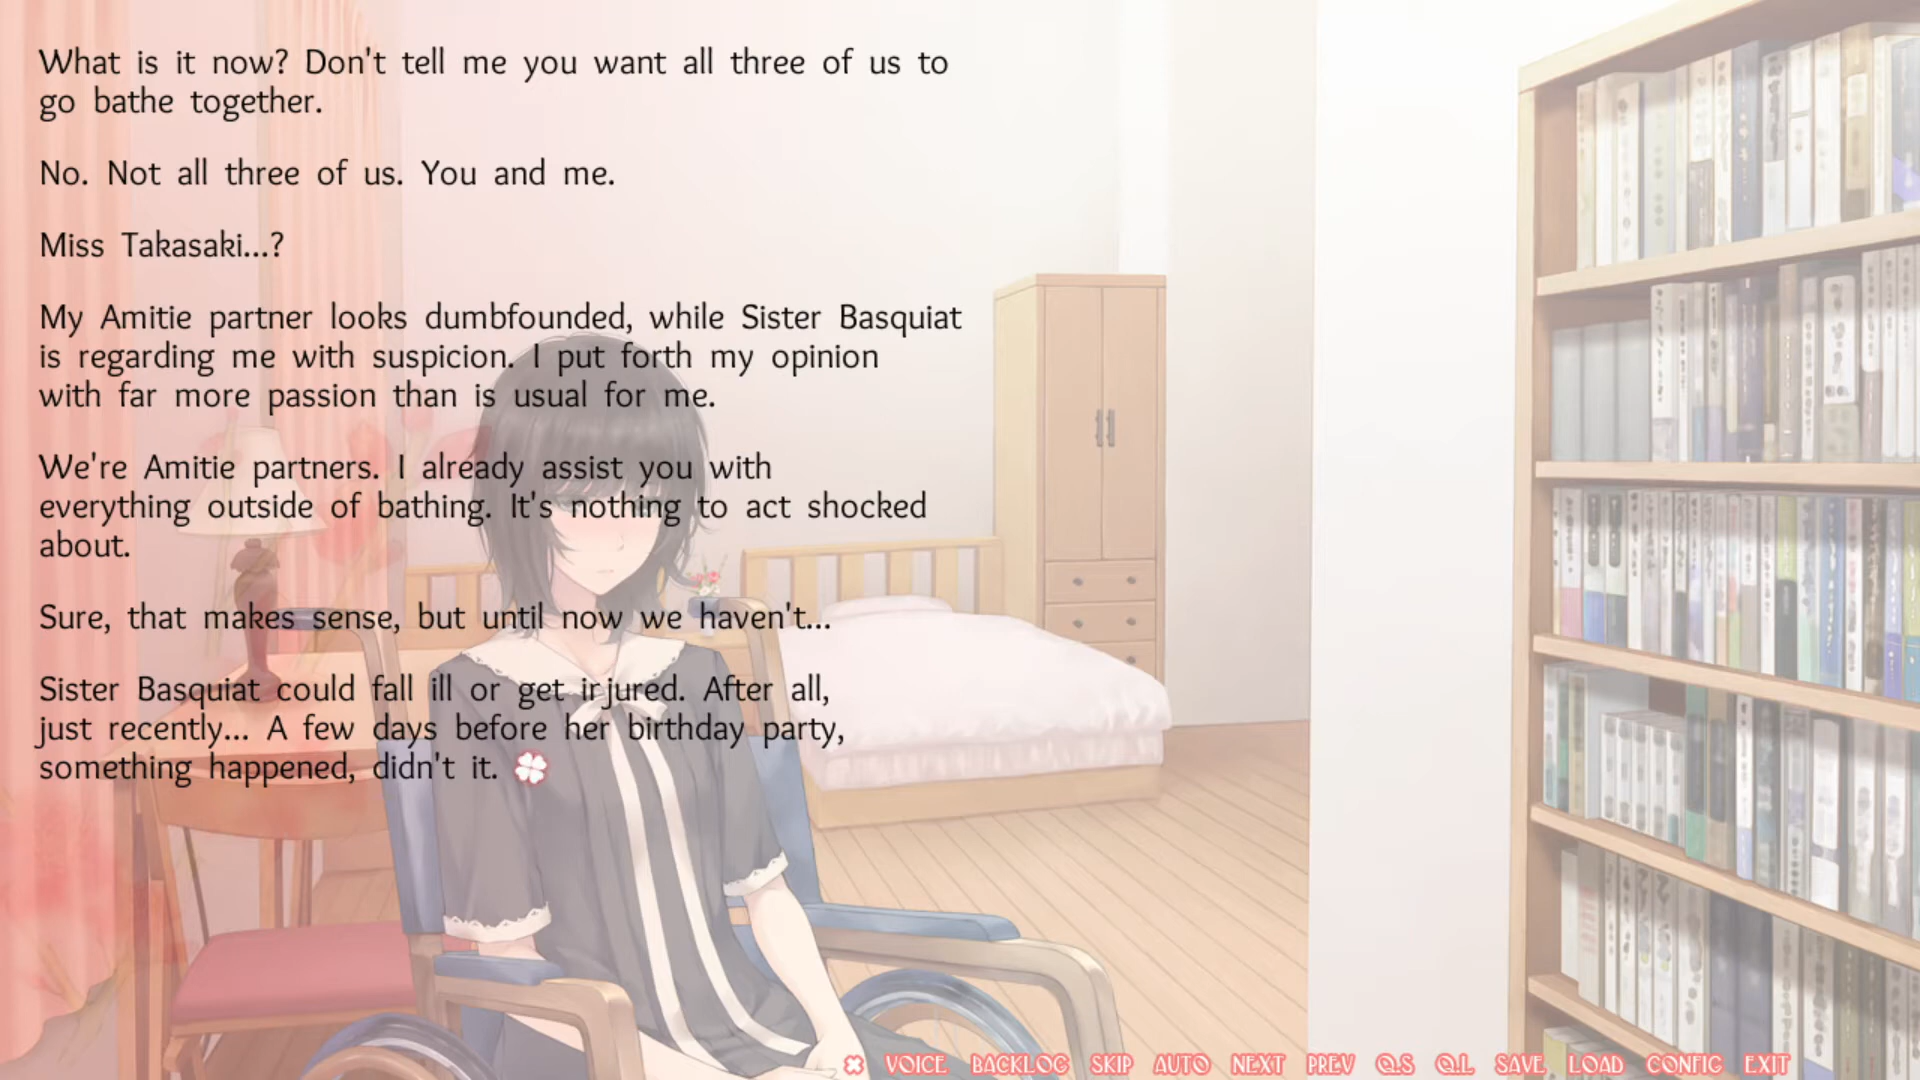 What is it now? Don't tell me you want all three of us to
go bathe together.
No. Not all three of us. You and me.
Miss Takasaki...?
My Amitie partner looks dumbfounded, while Sister Basquiat
is regarding me with suspicion. I put forth my opinion
with far more passion than is usual for me.
We're Amitie partners. I already assist you with
everything outside of bathing. It's nothing to act shocked
about.
Sure, that makes sense, but until now we haven't...
Sister Basquiat could fall ill or get injured. After all,
just recently... A few days before her birthday party,
something happened, didn't it.
VOICE BACKLOG SKIP AUTO NEXT PREV Q.S Q.L SAVE LOAD CONFIG EXIT